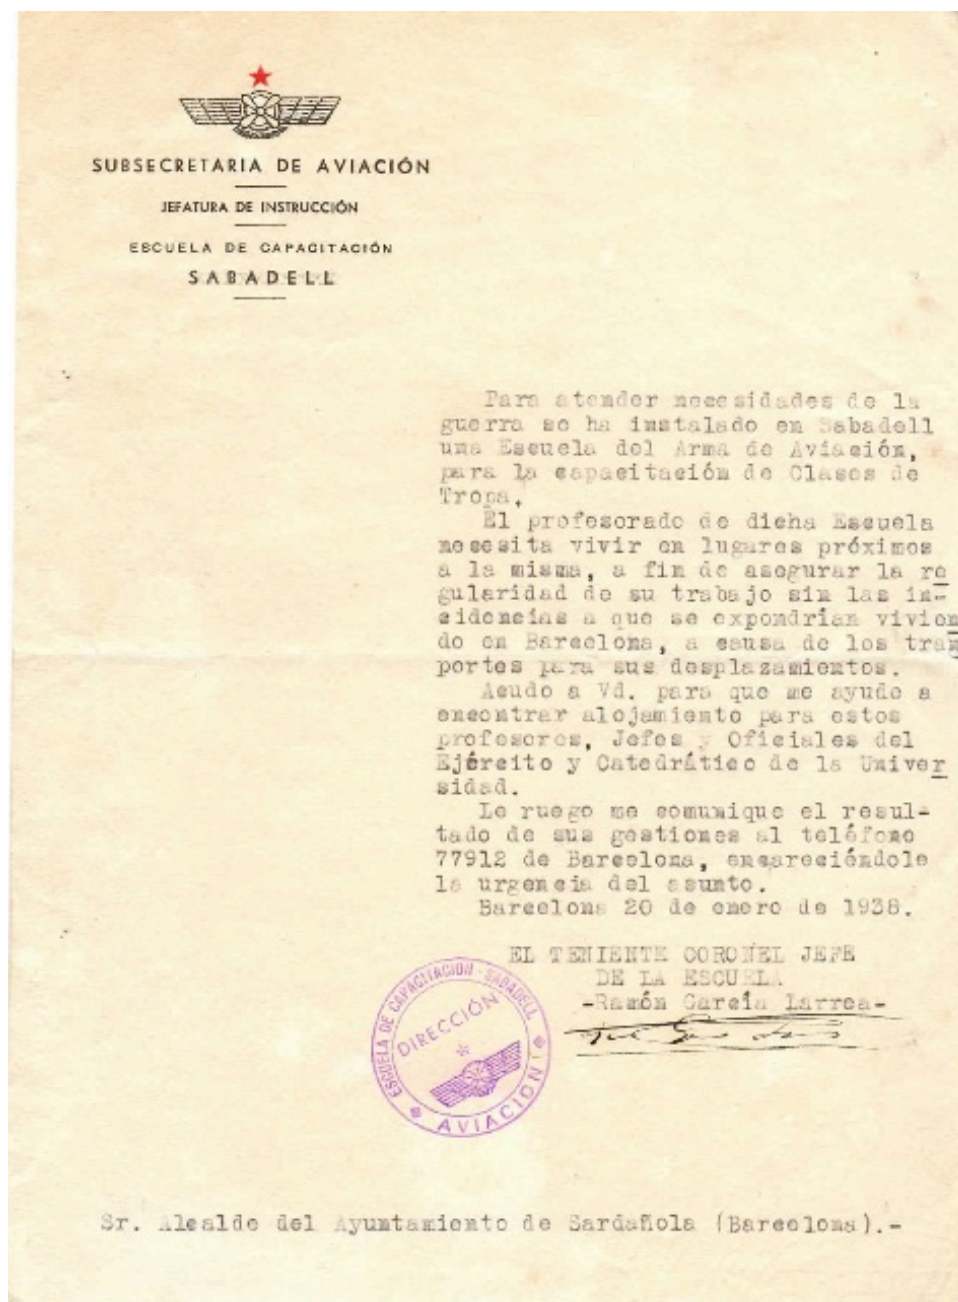 SUBSECRETARIA DE AVIACIÓN
JEFATURA DE INSTRUCCIÓN
ESCUELA DE CAPACITACIÓN
SABADELL
Para atender necesidades de la
guerra se ha instalado en Sabadell
una Escuela del Arma de Aviación,
para la capacitación de Clases de
Tropa.
El profesorado de dicha Escuela
necesita vivir en lugares próximos
a la misma, a fin de asegurar la re
gularidad de su trabajo sin las in-
cidencias a que se expondrian vivien
do en Barcelona, a causa de los tran
portes para sus desplazamientos.
Acudo a Vd. para que me ayude a
encontrar alojamiento para estos
profesores, Jefes y Oficiales del
Ejército y Catedrático de la Univer
sidad.
Le ruego me comunique el resul-
tado de sus gestiones al teléfono
77912 de Barcelona, encareciéndole
la urgencia del asunto.
Barcelona 20 de enero de 1938.
EL TENIENTE CORONEL JEFE
DE LA ESCUELA
-Ramón García Larrea-
ESCUELA DE CAPACITACIÓN - SABADELL
DIRECCIÓN
AVIACIÓN
Sr. Alcalde del Ayuntamiento de Sardañola (Barcelona).-